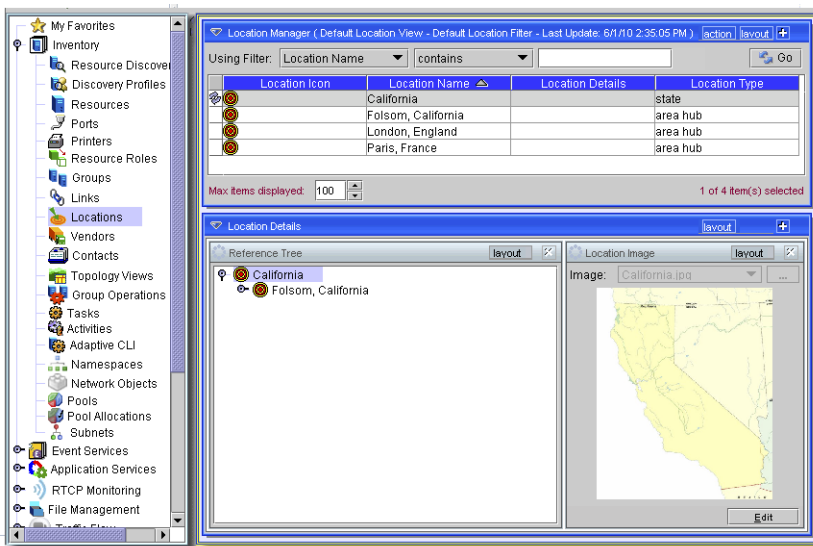 My Favorites
Inventory
Resource Discover
Discovery Profiles
Resources
Ports
Printers
Resource Roles
Groups
Links
Locations
Vendors
Contacts
Topology Views
Group Operations
Tasks
Activities
Adaptive CLI
Namespaces
Network Objects
Pools
Pool Allocations
Subnets
Event Services
Application Services
RTCP Monitoring
File Management
Traffic Flow
Location Manager ( Default Location View - Default Location Filter - Last Update: 6/1/10 2:35:05 PM ) action layout
Using Filter: Location Name contains Go
Location Icon Location Name Location Details Location Type
California state
Folsom, California area hub
London, England area hub
Paris, France area hub
Max items displayed: 100 1 of 4 item(s) selected
Location Details layout
Reference Tree layout
California
Folsom, California
Location Image layout
Image: California.jpg ...
Edit